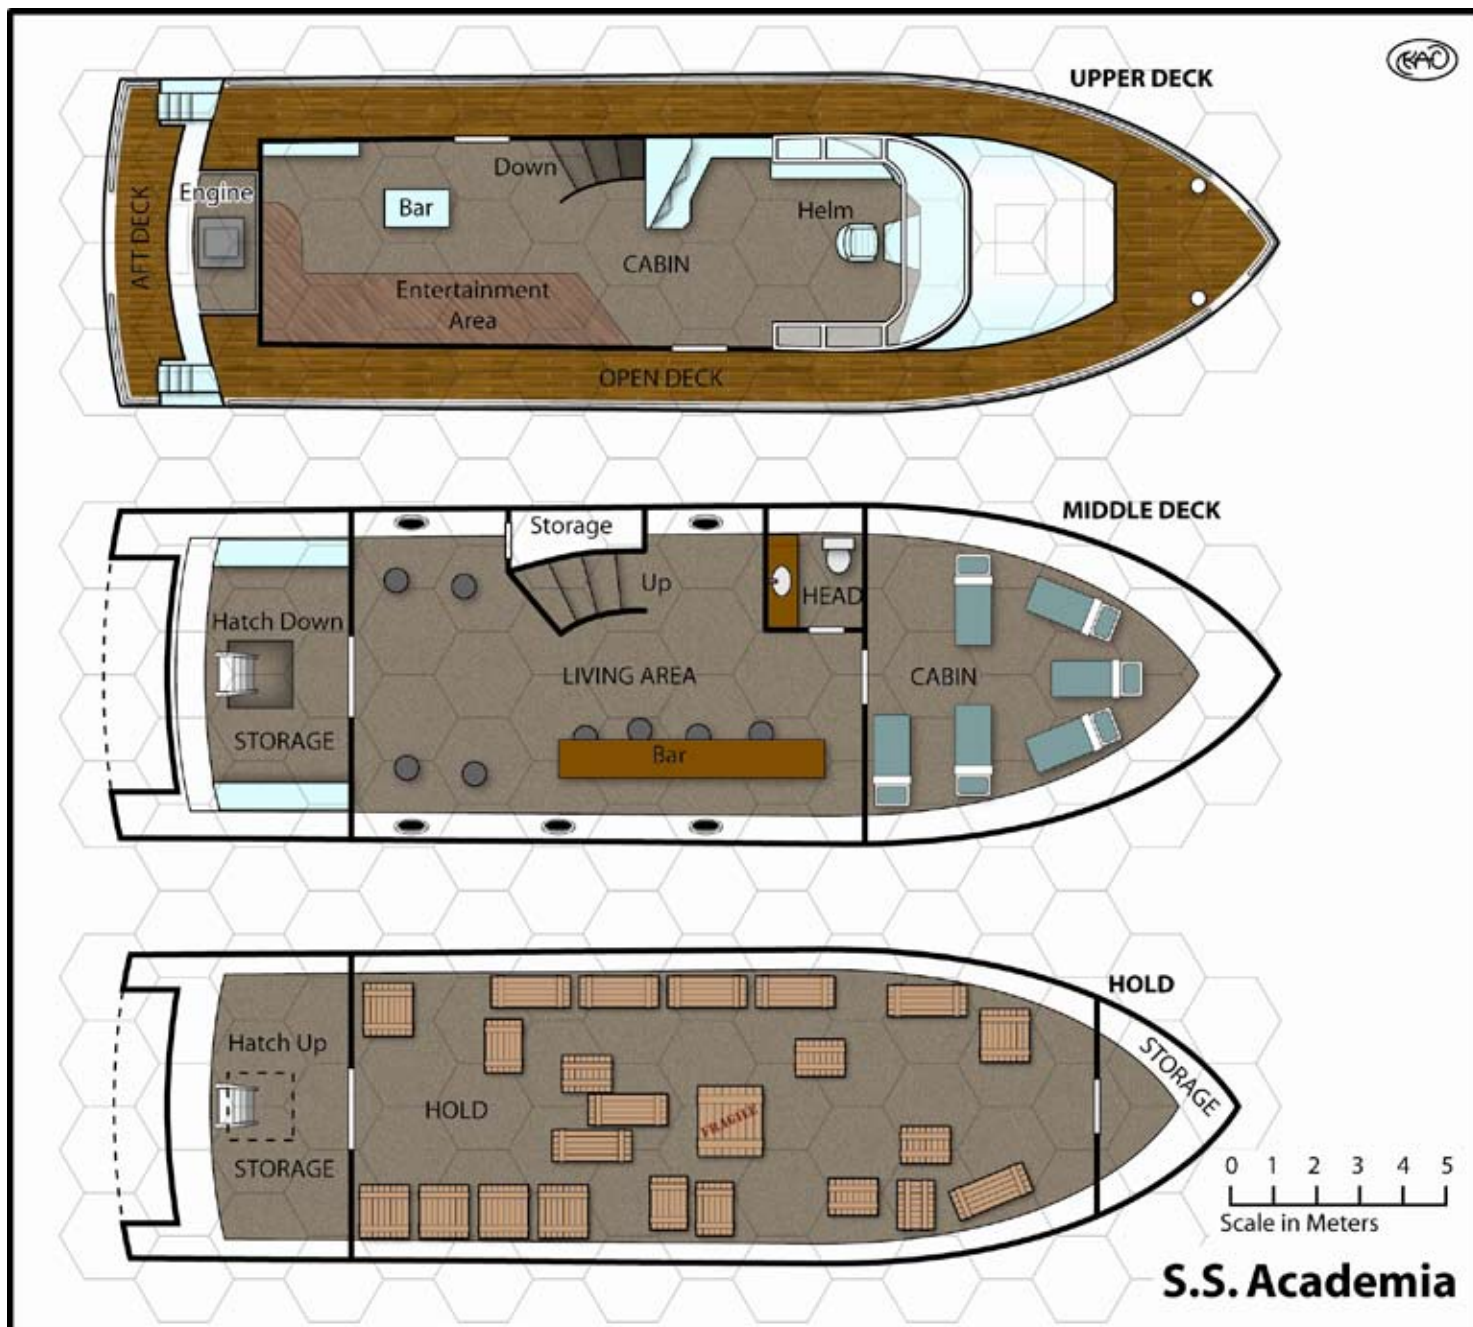 UPPER DECK
Engine
Down
Bar
Helm
AFT DECK
CABIN
Entertainment
Area
OPEN DECK
MIDDLE DECK
Storage
Up
HEAD
Hatch Down
LIVING AREA
CABIN
STORAGE
Bar
HOLD
Hatch Up
STORAGE
HOLD
FRAGILE
STORAGE
0 1 2 3 4 5
Scale in Meters
S.S. Academia